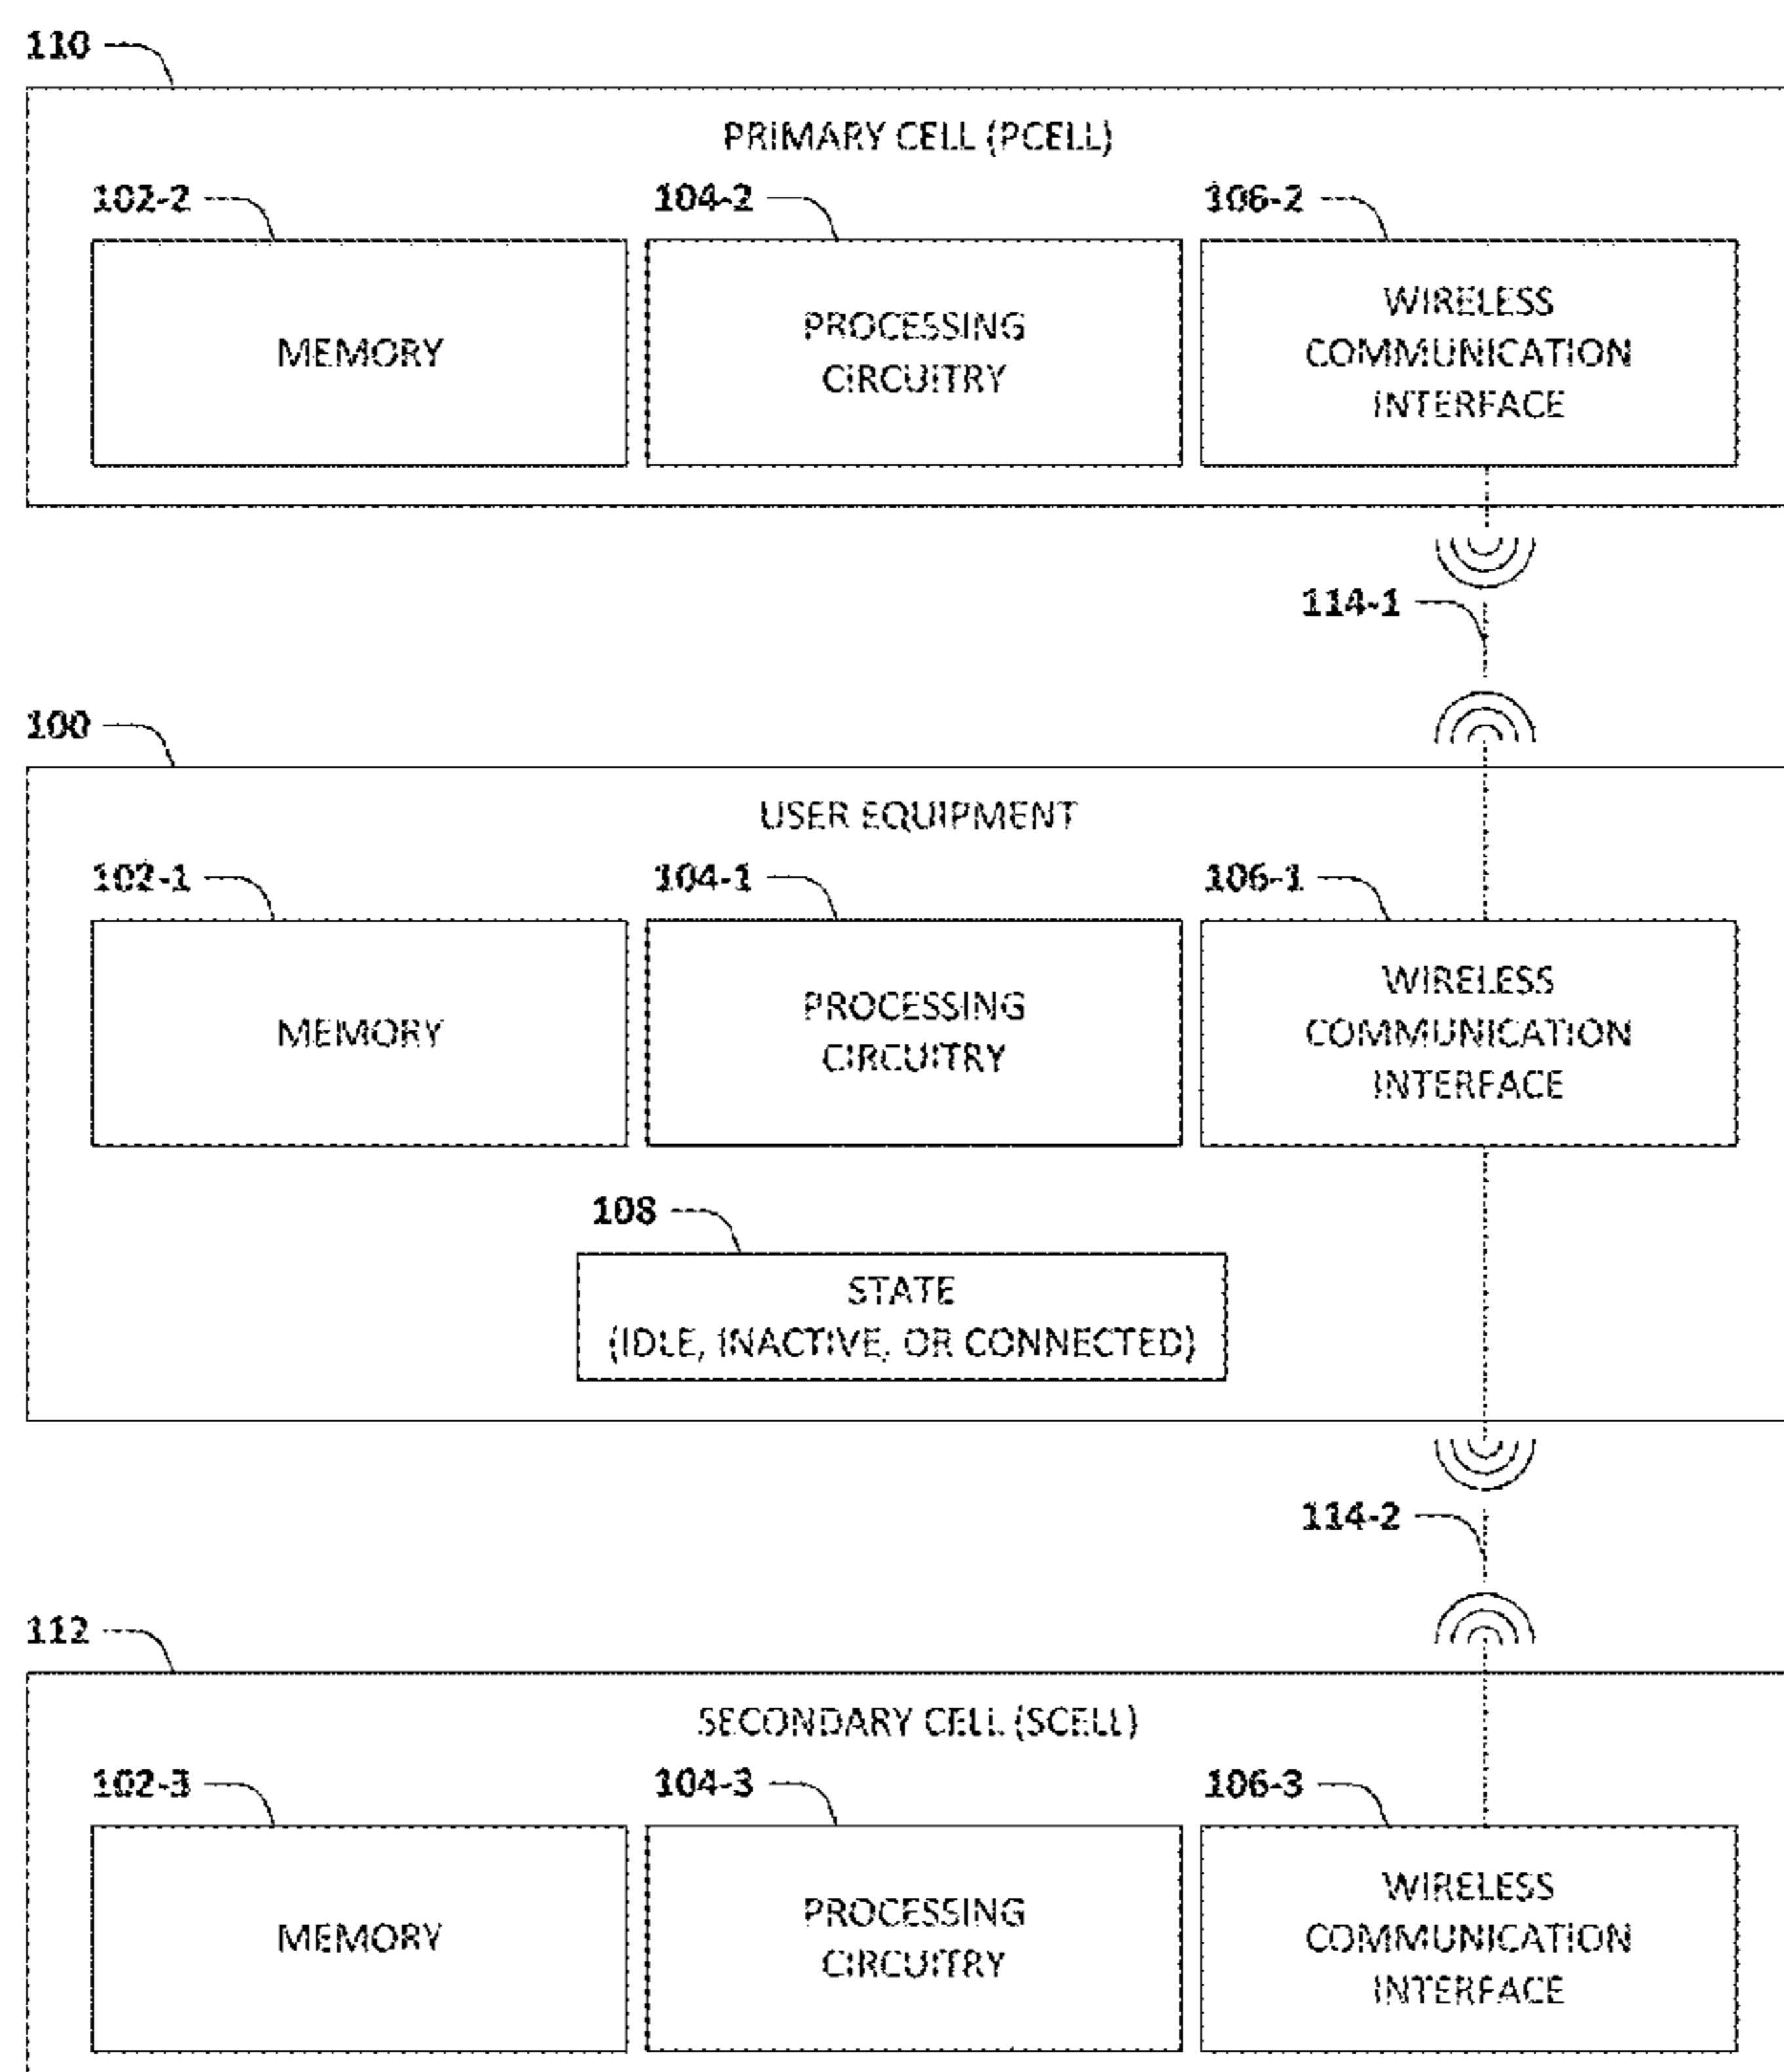 110
PRIMARY CELL (PCELL)
102-2
104-2
106-2
MEMORY
PROCESSING
CIRCUITRY
WIRELESS
COMMUNICATION
INTERFACE
114-1
100
USER EQUIPMENT
102-1
104-1
106-1
MEMORY
PROCESSING
CIRCUITRY
WIRELESS
COMMUNICATION
INTERFACE
108
STATE
(IDLE, INACTIVE, OR CONNECTED)
114-2
112
SECONDARY CELL (SCELL)
102-3
104-3
106-3
MEMORY
PROCESSING
CIRCUITRY
WIRELESS
COMMUNICATION
INTERFACE